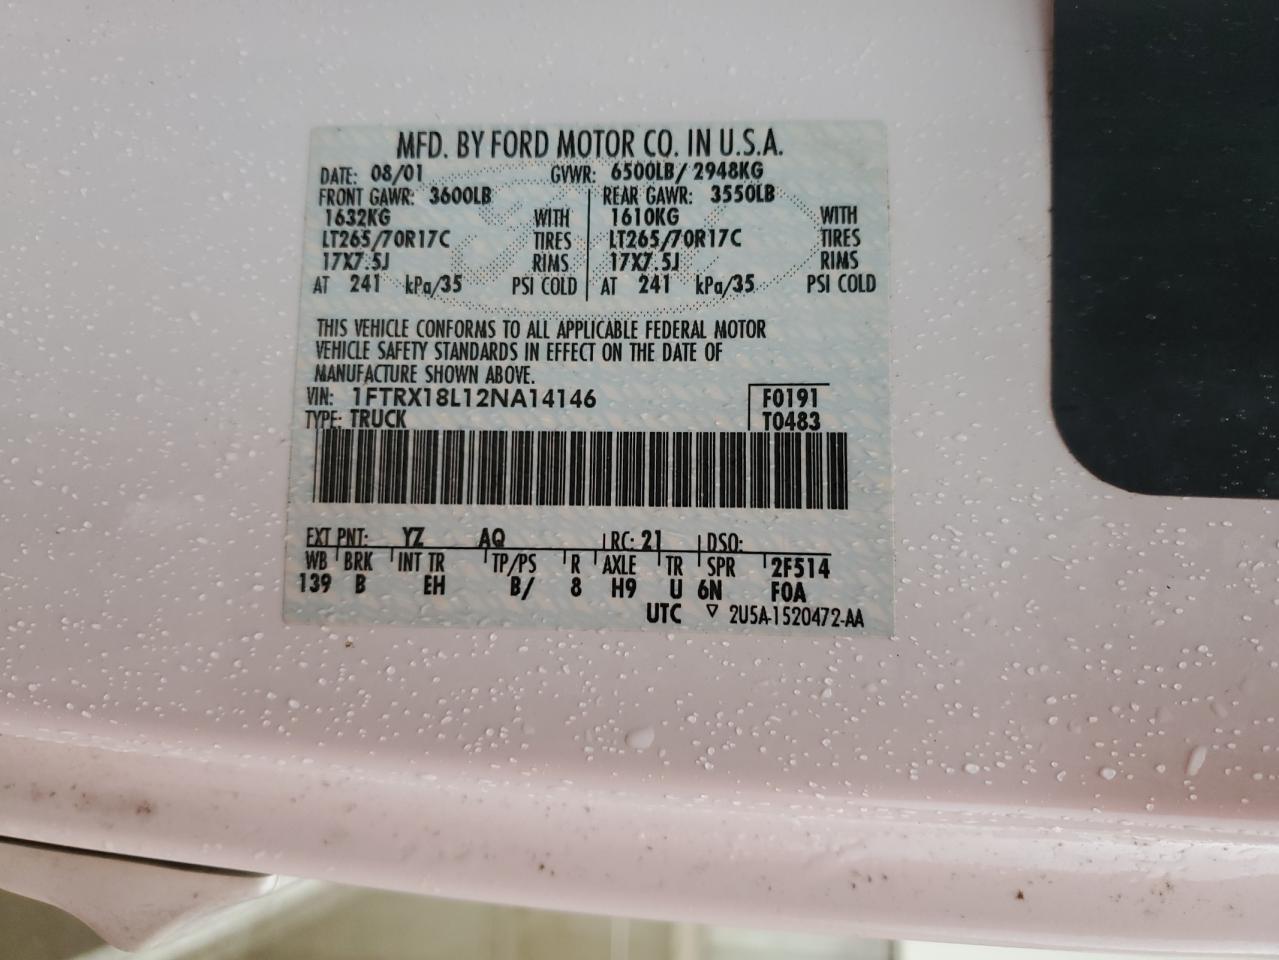 MFD. BY FORD MOTOR CO. IN U.S.A.
DATE: 08/01 GVWR: 6500LB/ 2948KG
FRONT GAWR: 3600LB REAR GAWR: 3550LB
1632KG WITH 1610KG WITH
LT265/70R17C TIRES LT265/70R17C TIRES
17X7.5J RIMS 17X7.5J RIMS
AT 241 kPa/35 PSI COLD AT 241 kPa/35 PSI COLD
THIS VEHICLE CONFORMS TO ALL APPLICABLE FEDERAL MOTOR
VEHICLE SAFETY STANDARDS IN EFFECT ON THE DATE OF
MANUFACTURE SHOWN ABOVE.
VIN: 1FTRX18L12NA14146 F0191
TYPE: TRUCK T0483
EXT PNT: YZ AQ RC: 21 DSO:
WB BRK INT TR TP/PS R AXLE TR SPR 2F514
139 B EH B/ 8 H9 U 6N F0A
UTC ▽ 2U5A-1520472-AA